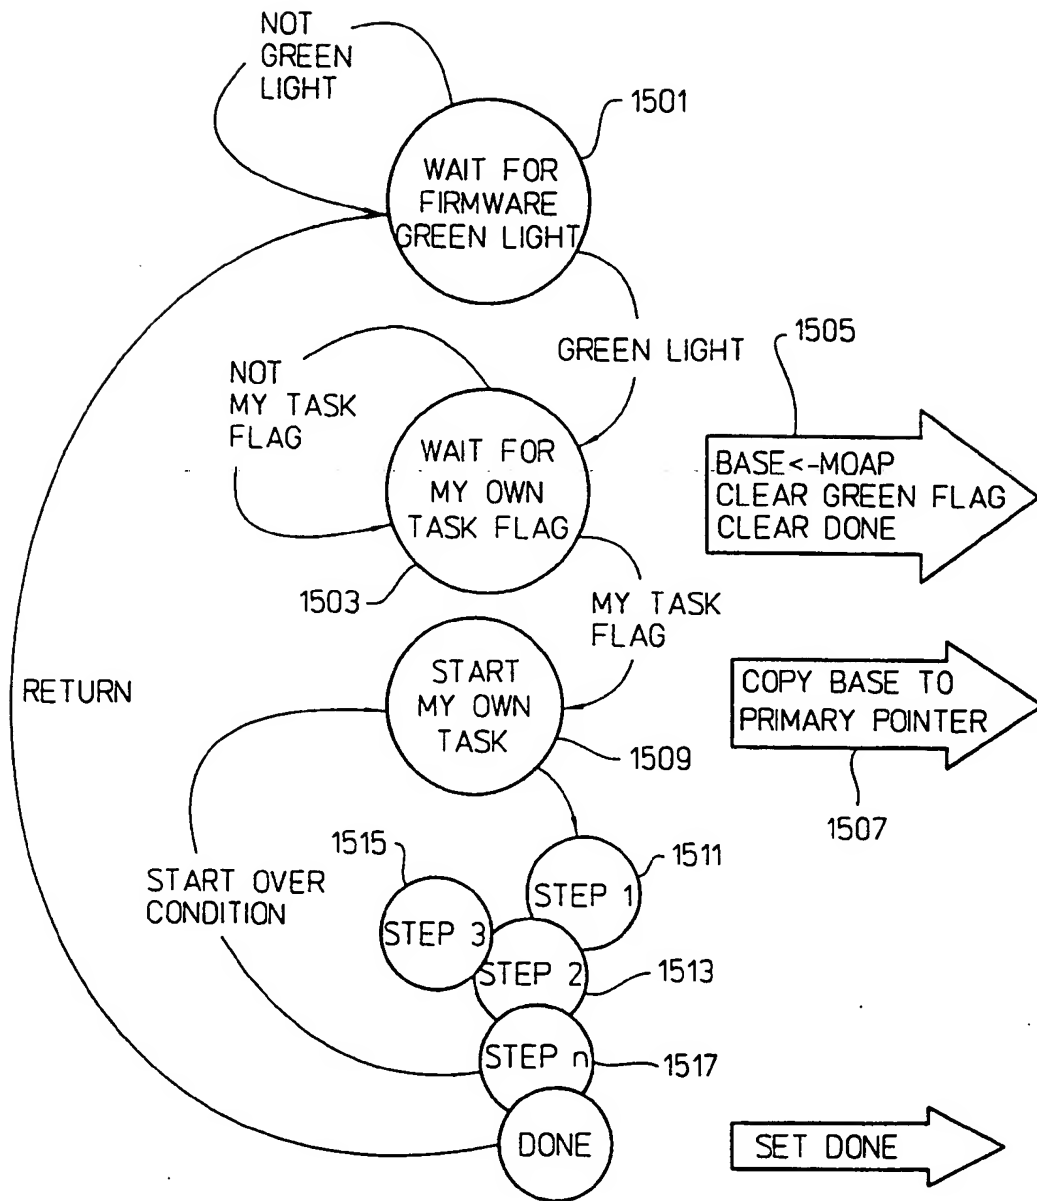 NOT
GREEN
LIGHT
1501
WAIT FOR
FIRMWARE
GREEN LIGHT
GREEN LIGHT
1505
NOT
MY TASK
FLAG
WAIT FOR
MY OWN
TASK FLAG
BASE<-MOAP
CLEAR GREEN FLAG
CLEAR DONE
1503
MY TASK
FLAG
RETURN
START
MY OWN
TASK
COPY BASE TO
PRIMARY POINTER
1509
1507
1515
1511
START OVER
CONDITION
STEP 1
STEP 3
STEP 2
1513
STEP n
1517
DONE
SET DONE